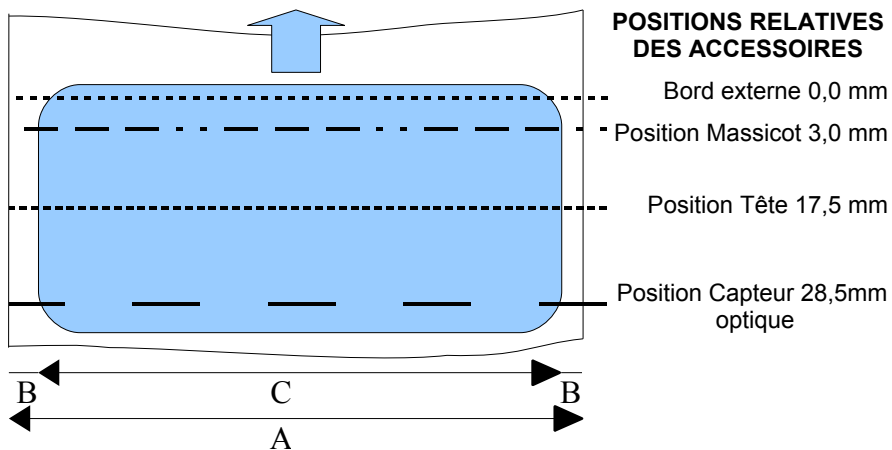 POSITIONS RELATIVES
DES ACCESSOIRES
Bord externe 0,0 mm
Position Massicot 3,0 mm
Position Tête 17,5 mm
Position Capteur 28,5mm
optique
B
C
B
A